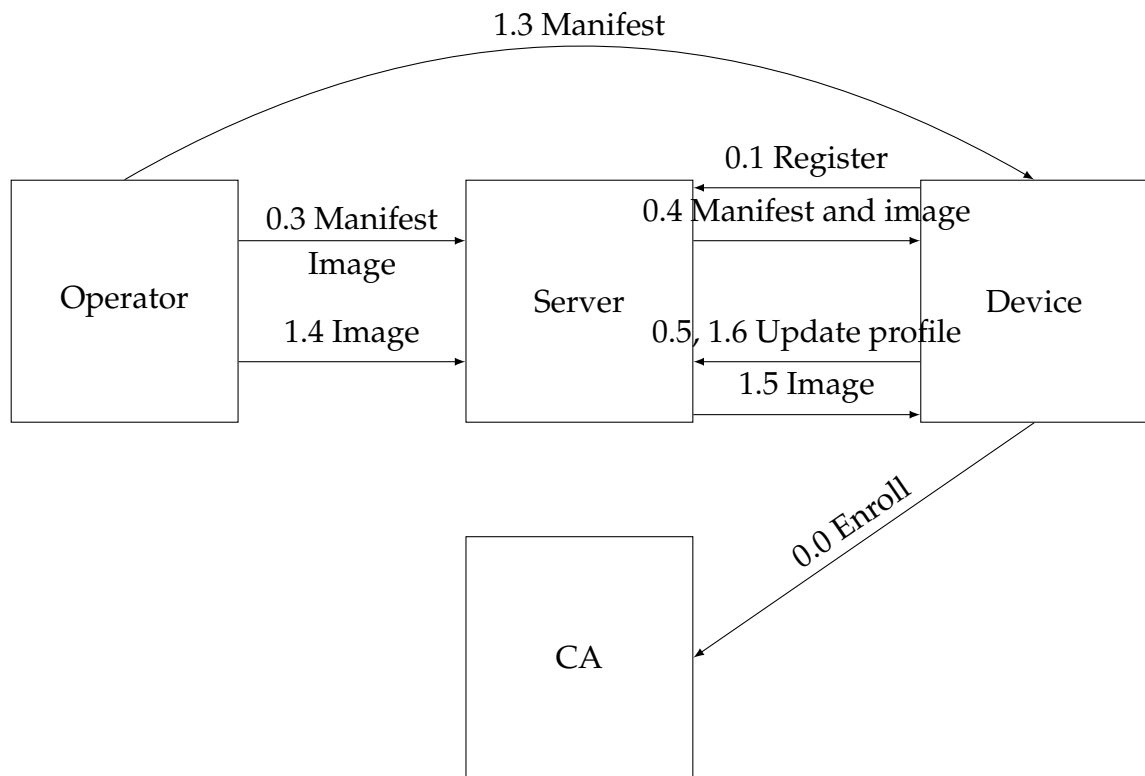 1.3 Manifest
0.1 Register
0.3 Manifest
Image
0.4 Manifest and image
Operator
Server
Device
1.4 Image
0.5, 1.6 Update profile
1.5 Image
0.0 Enroll
CA